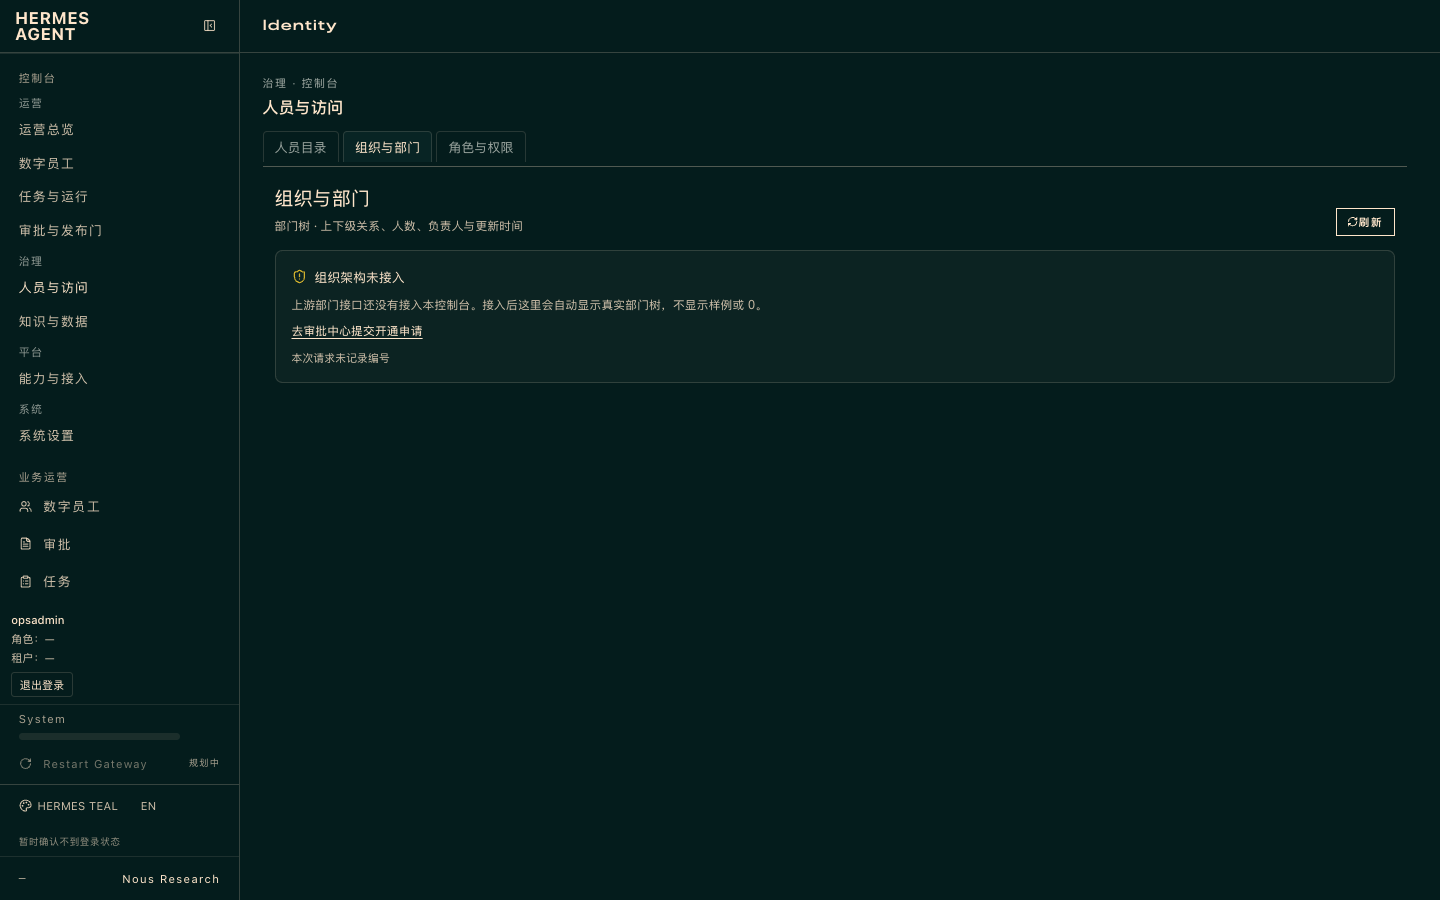 HERMES
AGENT
Identity
控制台
运营
运营总览
数字员工
任务与运行
审批与发布门
治理
人员与访问
知识与数据
平台
能力与接入
系统
系统设置
业务运营
数字员工
审批
任务
opsadmin
角色：—
租户：—
退出登录
System
Restart Gateway 规划中
HERMES TEAL EN
暂时确认不到登录状态
— Nous Research
治理 · 控制台
人员与访问
人员目录 组织与部门 角色与权限
组织与部门
部门树 · 上下级关系、人数、负责人与更新时间
刷新
组织架构未接入
上游部门接口还没有接入本控制台。接入后这里会自动显示真实部门树，不显示样例或 0。
去审批中心提交开通申请
本次请求未记录编号